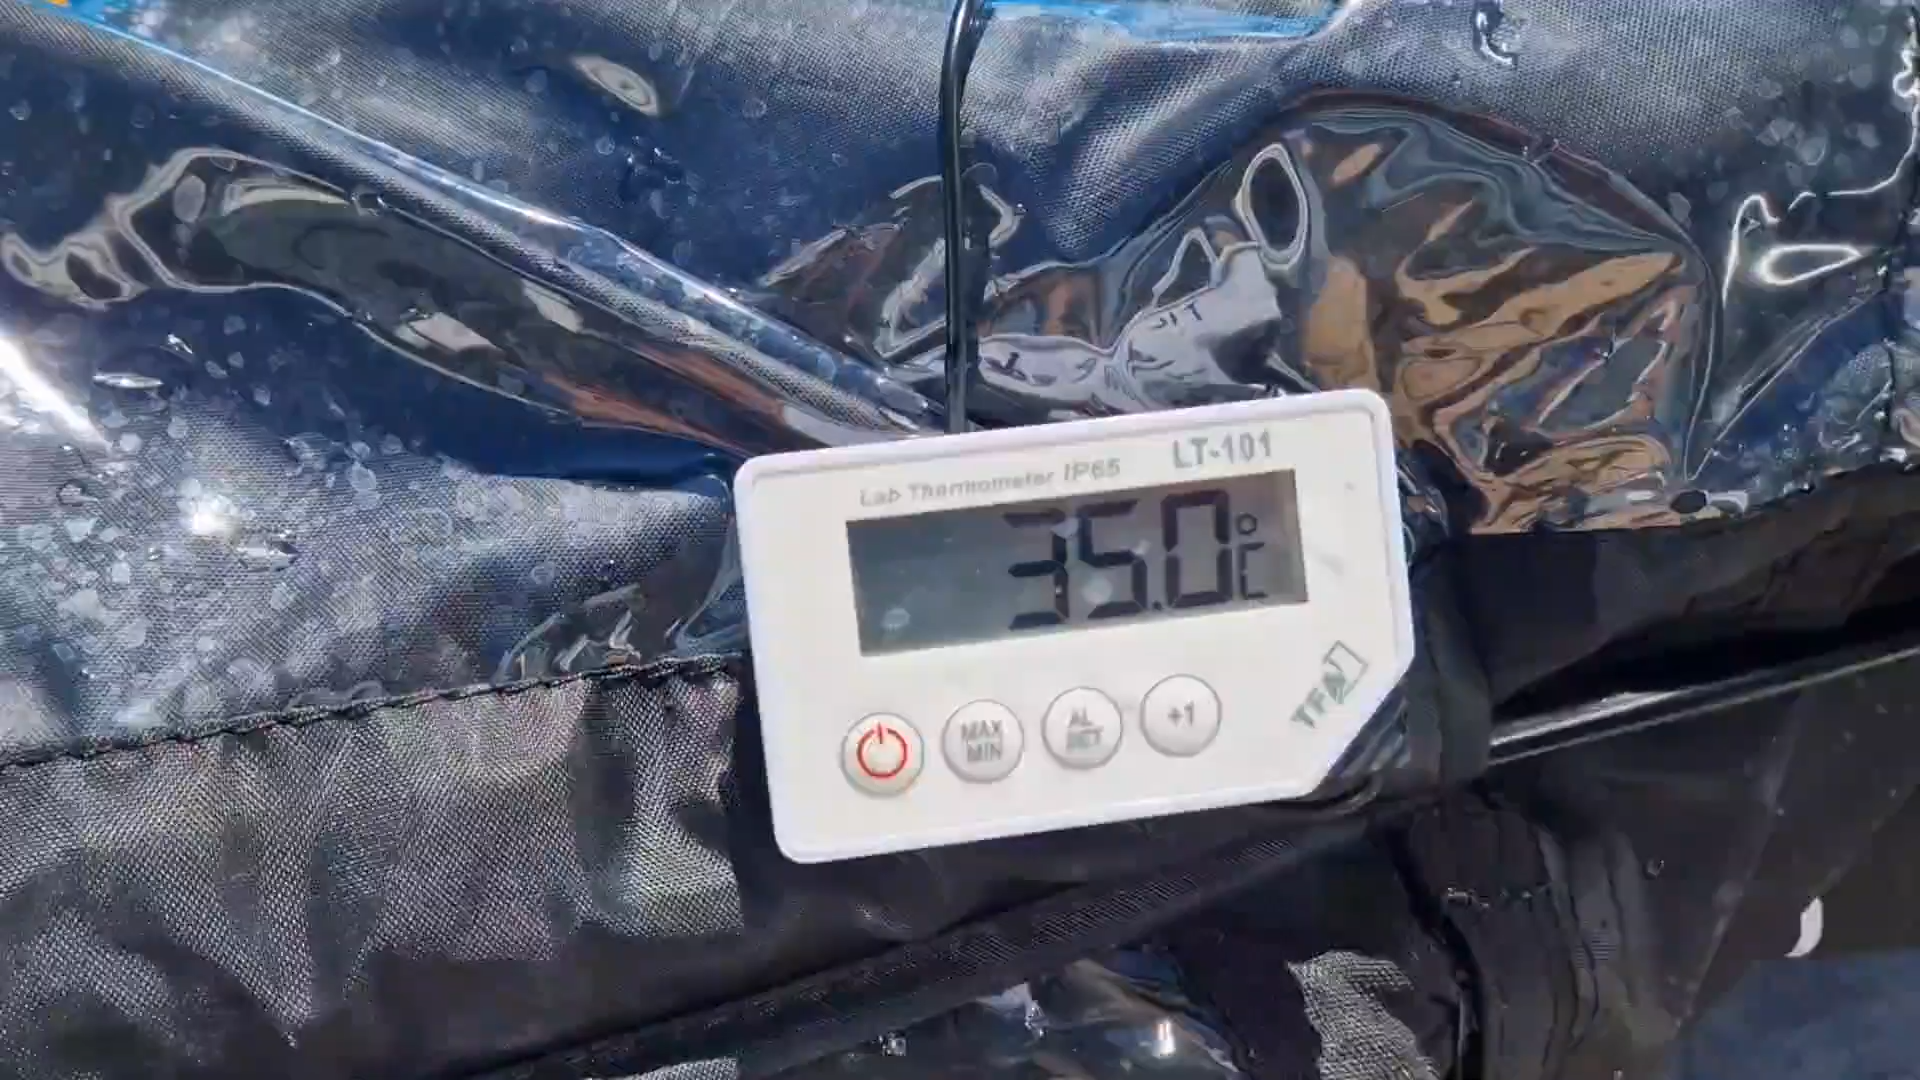 Lab Thermometer IP65
LT-101
35.0°C
MAX
MIN
AL
SET
+1
TFA